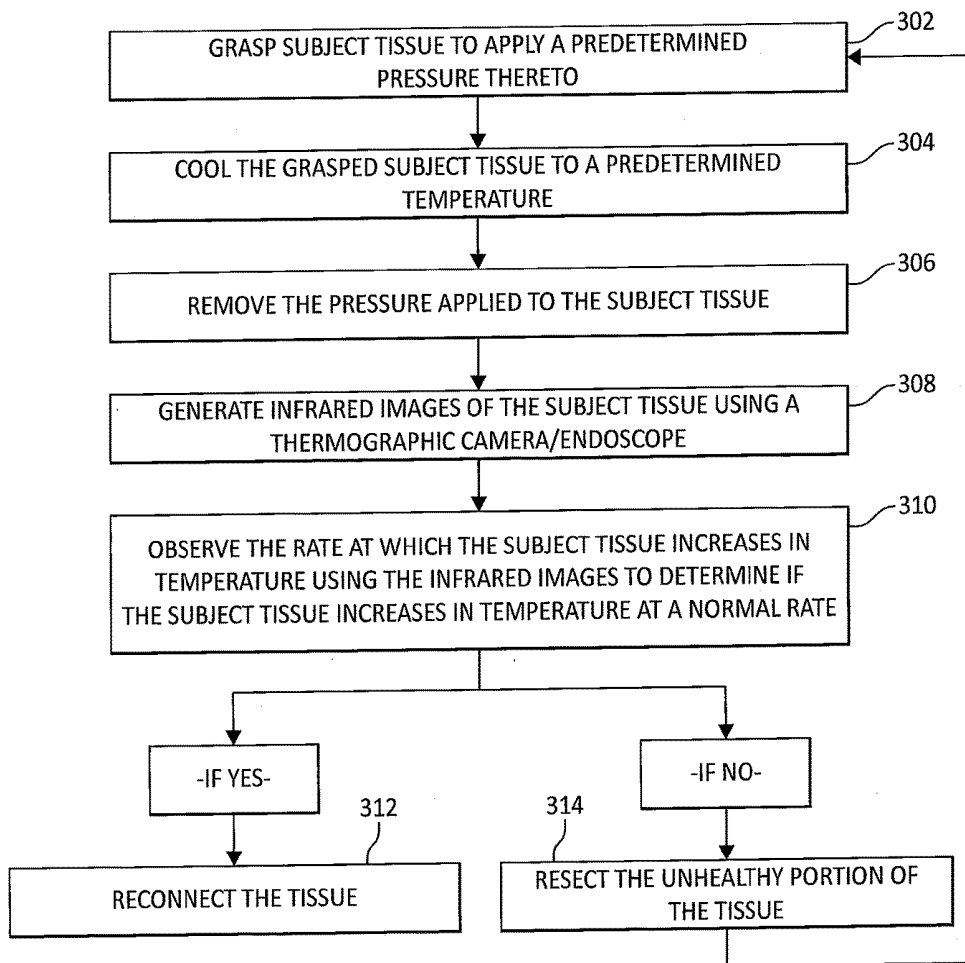 302
GRASP SUBJECT TISSUE TO APPLY A PREDETERMINED
PRESSURE THERETO
304
COOL THE GRASPED SUBJECT TISSUE TO A PREDETERMINED
TEMPERATURE
306
REMOVE THE PRESSURE APPLIED TO THE SUBJECT TISSUE
308
GENERATE INFRARED IMAGES OF THE SUBJECT TISSUE USING A
THERMOGRAPHIC CAMERA/ENDOSCOPE
310
OBSERVE THE RATE AT WHICH THE SUBJECT TISSUE INCREASES IN
TEMPERATURE USING THE INFRARED IMAGES TO DETERMINE IF
THE SUBJECT TISSUE INCREASES IN TEMPERATURE AT A NORMAL RATE
-IF YES-
-IF NO-
312
RECONNECT THE TISSUE
314
RESECT THE UNHEALTHY PORTION OF
THE TISSUE